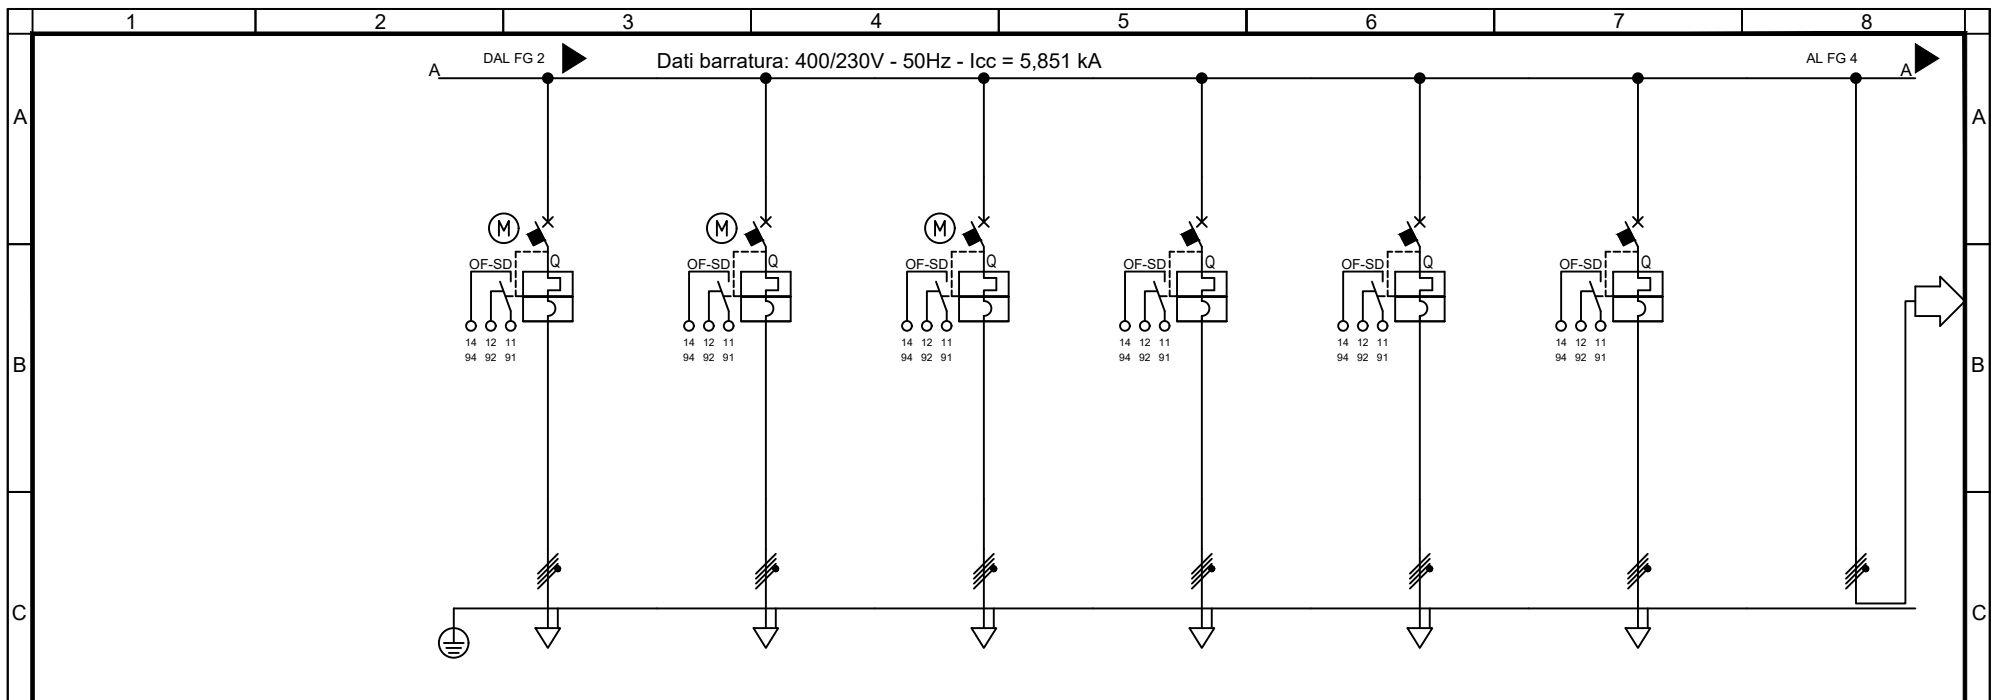 1 2 3 4 5 6 7 8
DAL FG 2 Dati barratura: 400/230V - 50Hz - Icc = 5,851 kA AL FG 4
A A
A A
M M M
Q Q Q Q Q Q
OF-SD OF-SD OF-SD OF-SD OF-SD OF-SD
14 12 11 14 12 11 14 12 11 14 12 11 14 12 11 14 12 11
94 92 91 94 92 91 94 92 91 94 92 91 94 92 91 94 92 91
B B
C C